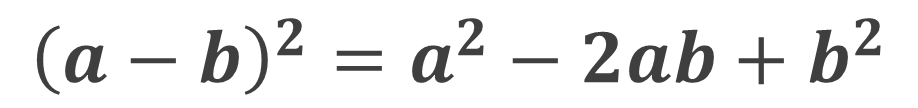 (a − b)² = a² − 2ab + b²